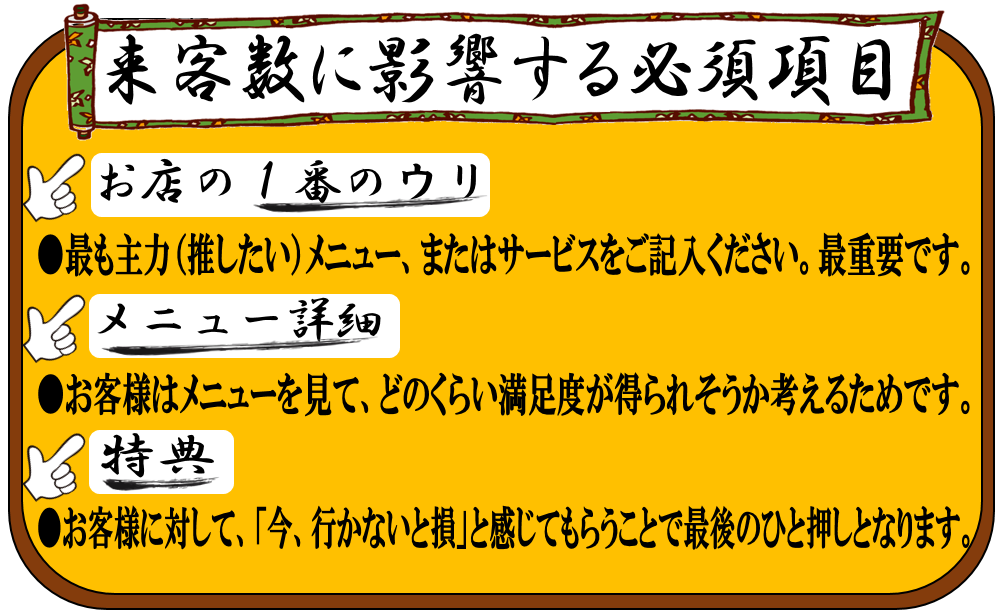 来客数に影響する必須項目
お店の1番のウリ
●最も主力(推したい)メニュー、またはサービスをご記入ください。最重要です。
メニュー詳細
●お客様はメニューを見て、どのくらい満足度が得られそうか考えるためです。
特典
●お客様に対して、「今、行かないと損」と感じてもらうことで最後のひと押しとなります。